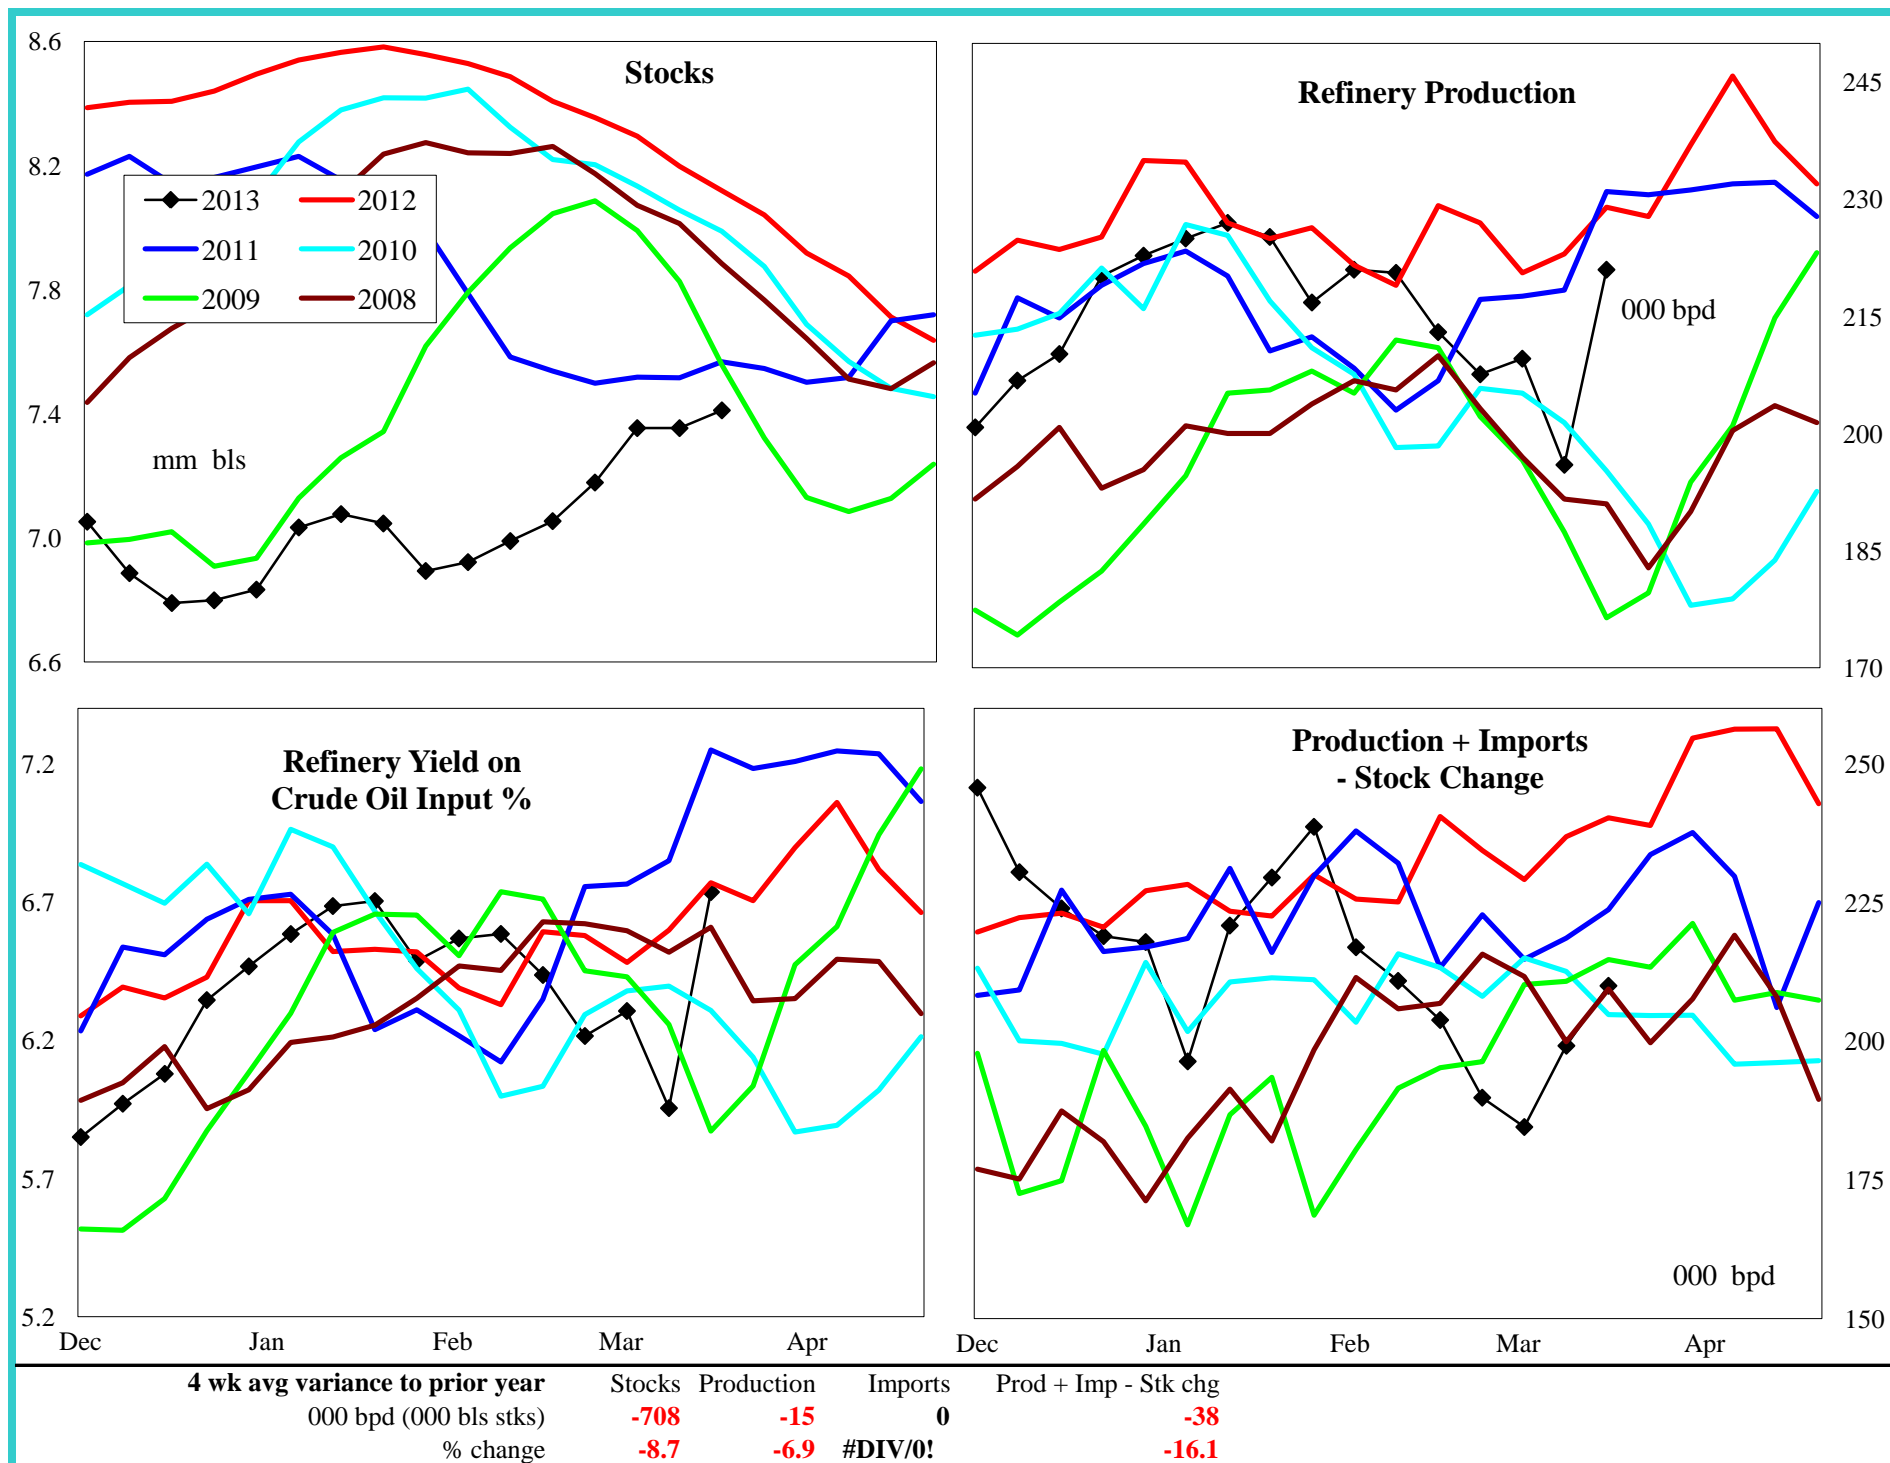 Stocks
8.6
8.2
7.8
7.4
7.0
6.6
2013
2012
2011
2010
2009
2008
mm bls
Refinery Production
245
230
215
200
185
170
000 bpd
Refinery Yield on
Crude Oil Input %
7.2
6.7
6.2
5.7
5.2
Dec Jan Feb Mar Apr
Production + Imports
- Stock Change
250
225
200
175
150
000 bpd
Dec Jan Feb Mar Apr
4 wk avg variance to prior year Stocks Production Imports Prod + Imp - Stk chg
000 bpd (000 bls stks) -708 -15 0 -38
% change -8.7 -6.9 #DIV/0! -16.1